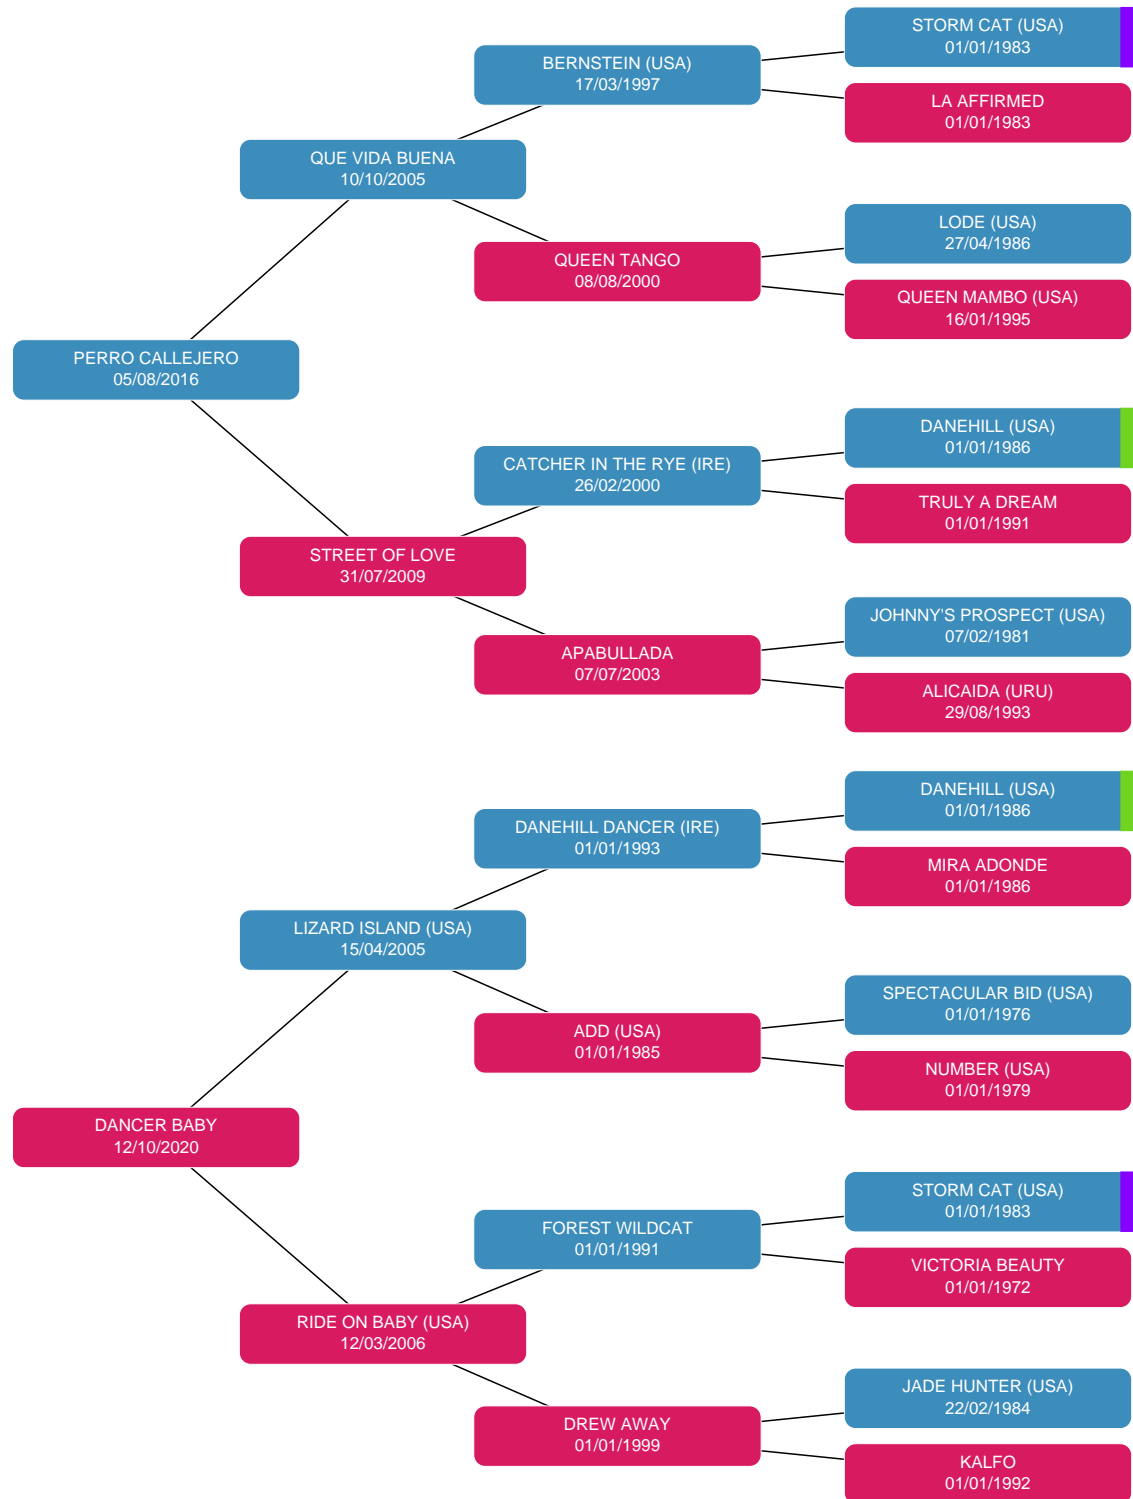 STORM CAT (USA)
01/01/1983
BERNSTEIN (USA)
17/03/1997
LA AFFIRMED
01/01/1983
QUE VIDA BUENA
10/10/2005
LODE (USA)
27/04/1986
QUEEN TANGO
08/08/2000
QUEEN MAMBO (USA)
16/01/1995
PERRO CALLEJERO
05/08/2016
DANEHILL (USA)
01/01/1986
CATCHER IN THE RYE (IRE)
26/02/2000
TRULY A DREAM
01/01/1991
STREET OF LOVE
31/07/2009
JOHNNY'S PROSPECT (USA)
07/02/1981
APABULLADA
07/07/2003
ALICAIDA (URU)
29/08/1993
DANEHILL (USA)
01/01/1986
DANEHILL DANCER (IRE)
01/01/1993
MIRA ADONDE
01/01/1986
LIZARD ISLAND (USA)
15/04/2005
SPECTACULAR BID (USA)
01/01/1976
ADD (USA)
01/01/1985
NUMBER (USA)
01/01/1979
DANCER BABY
12/10/2020
STORM CAT (USA)
01/01/1983
FOREST WILDCAT
01/01/1991
VICTORIA BEAUTY
01/01/1972
RIDE ON BABY (USA)
12/03/2006
JADE HUNTER (USA)
22/02/1984
DREW AWAY
01/01/1999
KALFO
01/01/1992